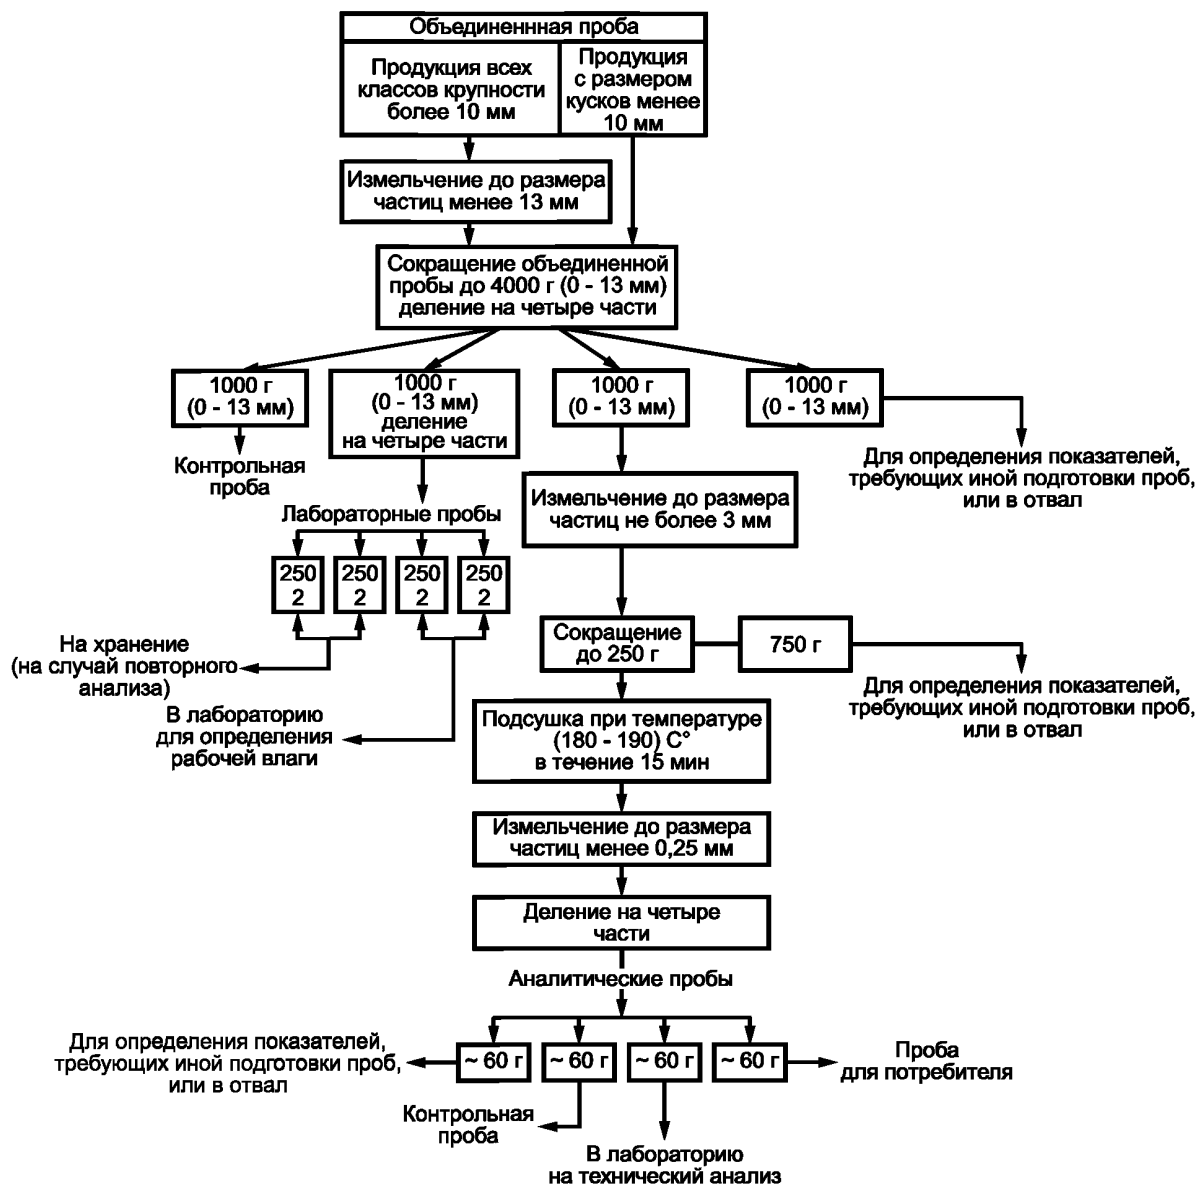 Объединнная проба
Продукция всех
классов крупности
более 10 мм
Продукция
с размером
кусков менее
10 мм
Измельчение до размера
частиц менее 13 мм
Сокращение объединенной
пробы до 4000 г (0 - 13 мм)
деление на четыре части
1000 г
(0 - 13 мм)
1000 г
(0 - 13 мм)
деление
на четыре части
1000 г
(0 - 13 мм)
1000 г
(0 - 13 мм)
Контрольная
проба
Для определения показателей,
требующих иной подготовки проб,
или в отвал
Лабораторные пробы
Измельчение до размера
частиц не более 3 мм
250
2
250
2
250
2
250
2
На хранение
(на случай повторного
анализа)
В лабораторию
для определения
рабочей влаги
Сокращение
до 250 г
750 г
Для определения показателей,
требующих иной подготовки проб,
или в отвал
Подсушка при температуре
(180 - 190) С°
в течение 15 мин
Измельчение до размера
частиц менее 0,25 мм
Деление на четыре
части
Аналитические пробы
~ 60 г
~ 60 г
~ 60 г
~ 60 г
Для определения показателей,
требующих иной подготовки проб,
или в отвал
Проба
для потребителя
Контрольная
проба
В лабораторию
на технический анализ